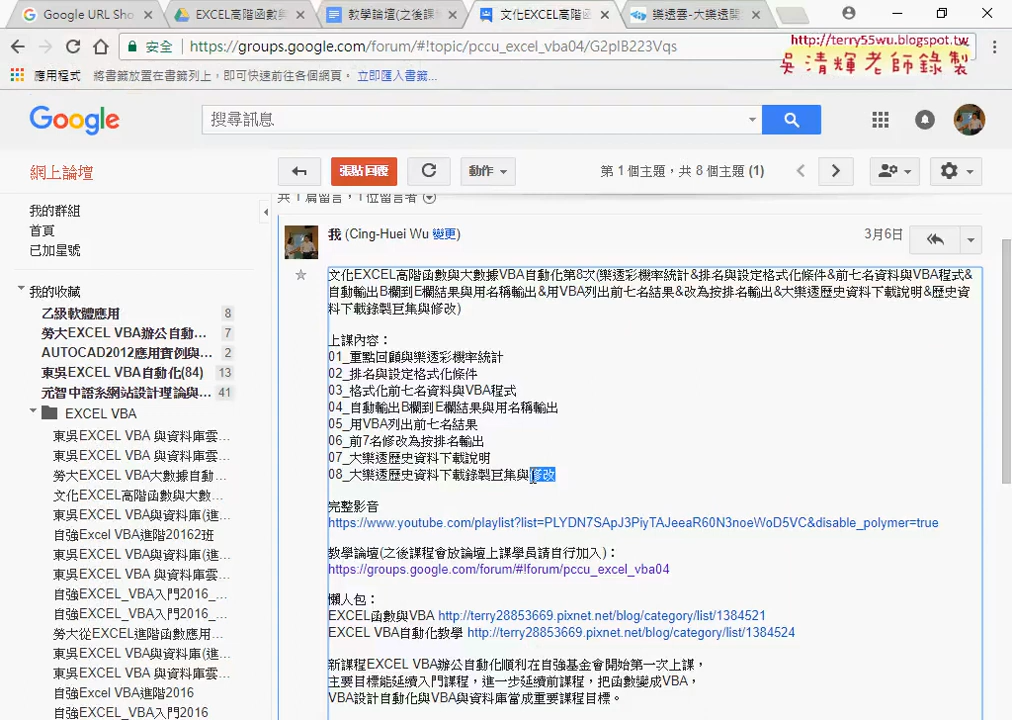 Google URL Sho
EXCEL高階函數與
教學論壇(之後課程
文化EXCEL高階函
樂透雲-大樂透開
安全 https://groups.google.com/forum/#!topic/pccu_excel_vba04/G2pIB223Vqs
http://terry55wu.blogspot.tw
吳清輝老師錄製
應用程式 將書籤放置在書籤列上，即可快速前往各個網頁。 立即匯入書籤...
Google
搜尋訊息
網上論壇
張貼回覆
動作
第 1 個主題，共 8 個主題 (1)
共 1 篇留言，1 位留言者
我的群組
首頁
已加星號
我的收藏
乙級軟體應用 8
勞大EXCEL VBA辦公自動... 7
AUTOCAD2012應用實例與... 2
東吳EXCEL VBA自動化(84) 13
元智中語系網站設計理論與... 41
EXCEL VBA
東吳EXCEL VBA 與資料庫雲...
東吳EXCEL VBA 與資料庫雲...
勞大EXCEL VBA大數據自動...
文化EXCEL高階函數與大數...
東吳EXCEL VBA與資料庫(進...
自強Excel VBA進階20162班
東吳EXCEL VBA與資料庫(進...
東吳EXCEL VBA 與資料庫雲...
自強EXCEL_VBA入門2016_...
自強EXCEL_VBA入門2016_...
勞大從EXCEL進階函數應用...
東吳EXCEL VBA與資料庫(進...
東吳EXCEL VBA 與資料庫雲...
自強Excel VBA進階2016
自強EXCEL_VBA入門2016
我 (Cing-Huei Wu 變更)
3月6日
文化EXCEL高階函數與大數據VBA自動化第8次(樂透彩機率統計&排名與設定格式化條件&前七名資料與VBA程式&
自動輸出B欄到E欄結果與用名稱輸出&用VBA列出前七名結果&改為按排名輸出&大樂透歷史資料下載說明&歷史資
料下載錄製巨集與修改)
上課內容：
01_重點回顧與樂透彩機率統計
02_排名與設定格式化條件
03_格式化前七名資料與VBA程式
04_自動輸出B欄到E欄結果與用名稱輸出
05_用VBA列出前七名結果
06_前7名修改為按排名輸出
07_大樂透歷史資料下載說明
08_大樂透歷史資料下載錄製巨集與修改
完整影音
https://www.youtube.com/playlist?list=PLYDN7SApJ3PiyTAJeeaR60N3noeWoD5VC&disable_polymer=true
教學論壇(之後課程會放論壇上課學員請自行加入)：
https://groups.google.com/forum/#!forum/pccu_excel_vba04
懶人包：
EXCEL函數與VBA http://terry28853669.pixnet.net/blog/category/list/1384521
EXCEL VBA自動化教學 http://terry28853669.pixnet.net/blog/category/list/1384524
新課程EXCEL VBA辦公自動化順利在自強基金會開始第一次上課，
主要目標能延續入門課程，進一步延續前課程，把函數變成VBA，
VBA設計自動化與VBA與資料庫當成重要課程目標。